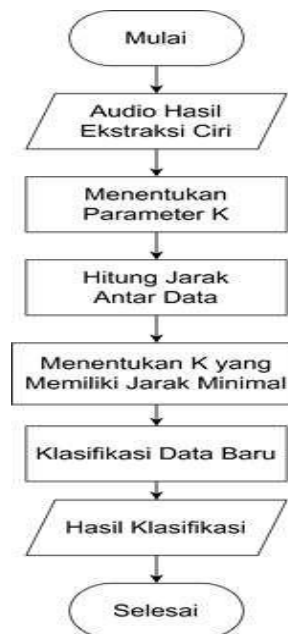 Mulai
Audio Hasil
Ekstraksi Ciri
Menentukan
Parameter K
Hitung Jarak
Antar Data
Menentukan K yang
Memiliki Jarak Minimal
Klasifikasi Data Baru
Hasil Klasifikasi
Selesai